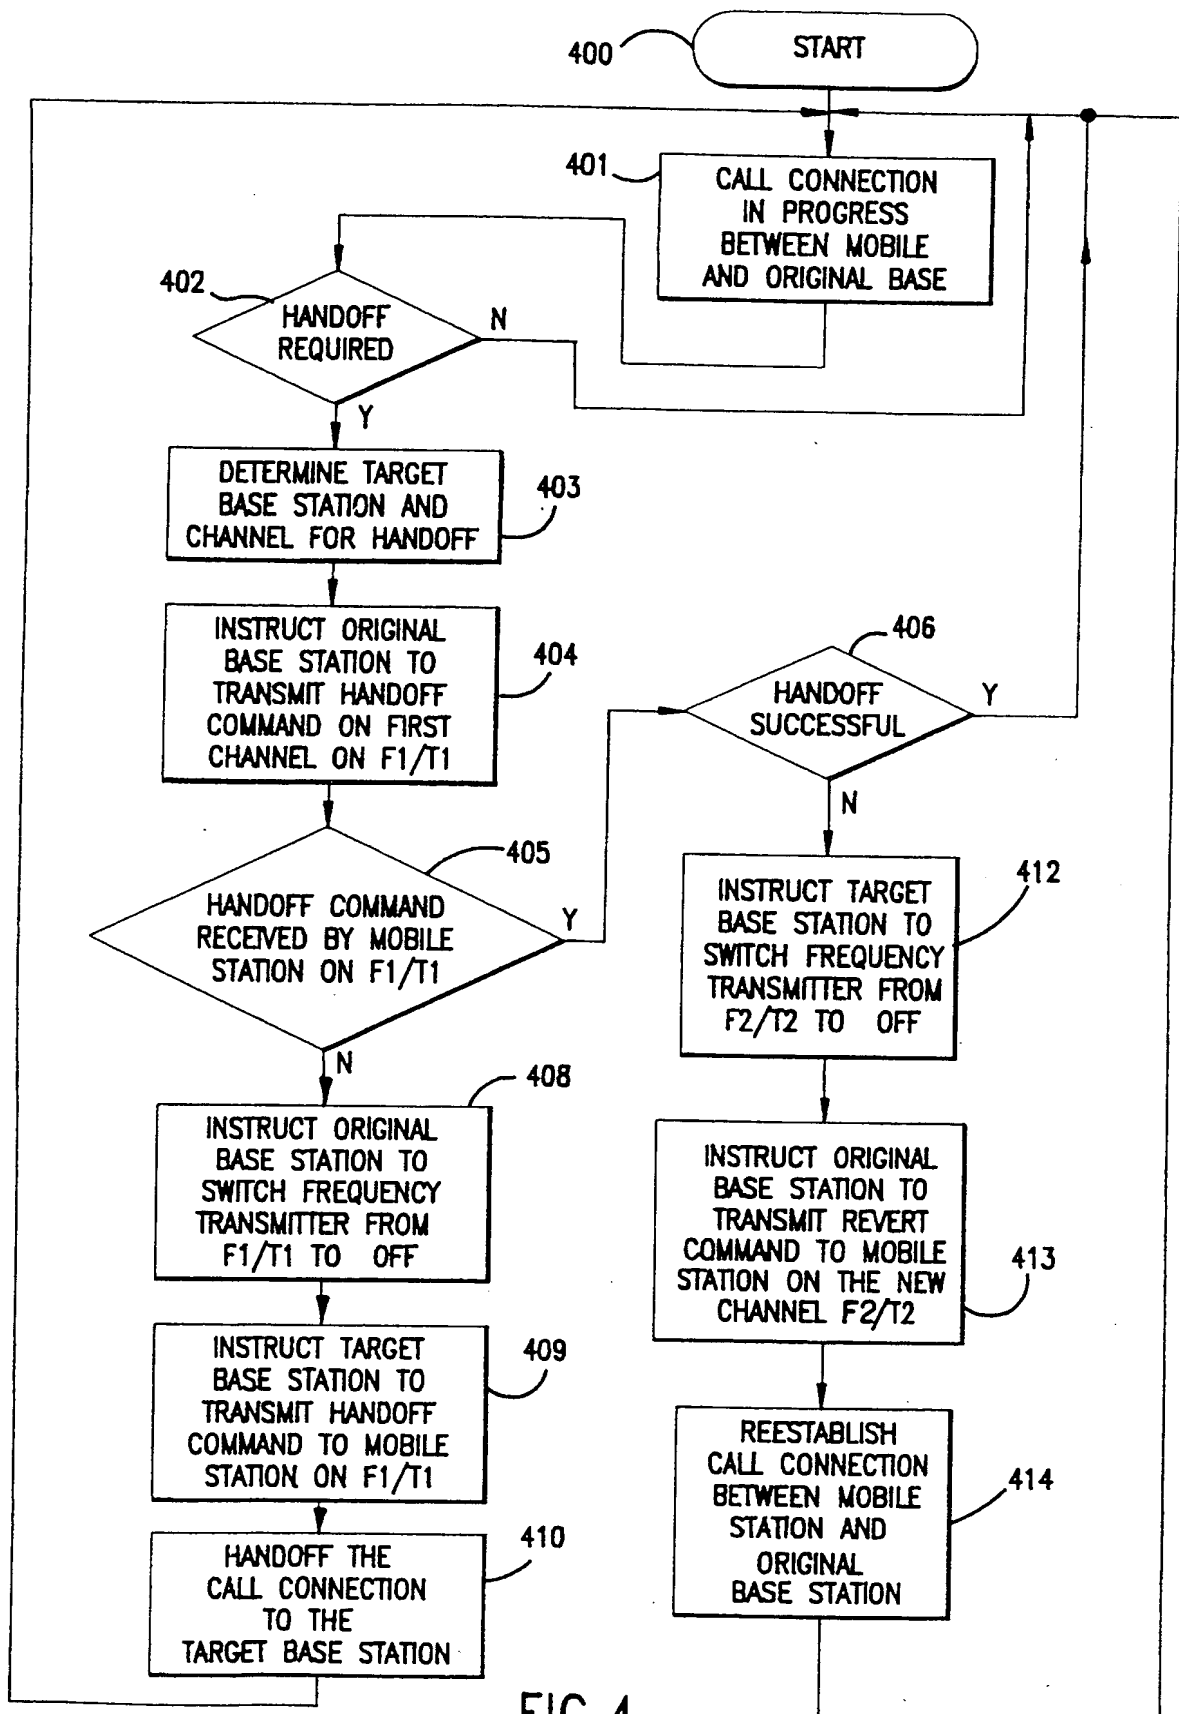 400
START
401
CALL CONNECTION
IN PROGRESS
BETWEEN MOBILE
AND ORIGINAL BASE
402
HANDOFF
REQUIRED
N
Y
DETERMINE TARGET
BASE STATION AND
CHANNEL FOR HANDOFF
403
INSTRUCT ORIGINAL
BASE STATION TO
TRANSMIT HANDOFF
COMMAND ON FIRST
CHANNEL ON F1/T1
404
HANDOFF COMMAND
RECEIVED BY MOBILE
STATION ON F1/T1
405
Y
N
406
HANDOFF
SUCCESSFUL
Y
N
408
INSTRUCT ORIGINAL
BASE STATION TO
SWITCH FREQUENCY
TRANSMITTER FROM
F1/T1 TO OFF
INSTRUCT TARGET
BASE STATION TO
TRANSMIT HANDOFF
COMMAND TO MOBILE
STATION ON F1/T1
409
HANDOFF THE
CALL CONNECTION
TO THE
TARGET BASE STATION
410
INSTRUCT TARGET
BASE STATION TO
SWITCH FREQUENCY
TRANSMITTER FROM
F2/T2 TO OFF
412
INSTRUCT ORIGINAL
BASE STATION TO
TRANSMIT REVERT
COMMAND TO MOBILE
STATION ON THE NEW
CHANNEL F2/T2
413
REESTABLISH
CALL CONNECTION
BETWEEN MOBILE
STATION AND
ORIGINAL
BASE STATION
414
FIG. 4